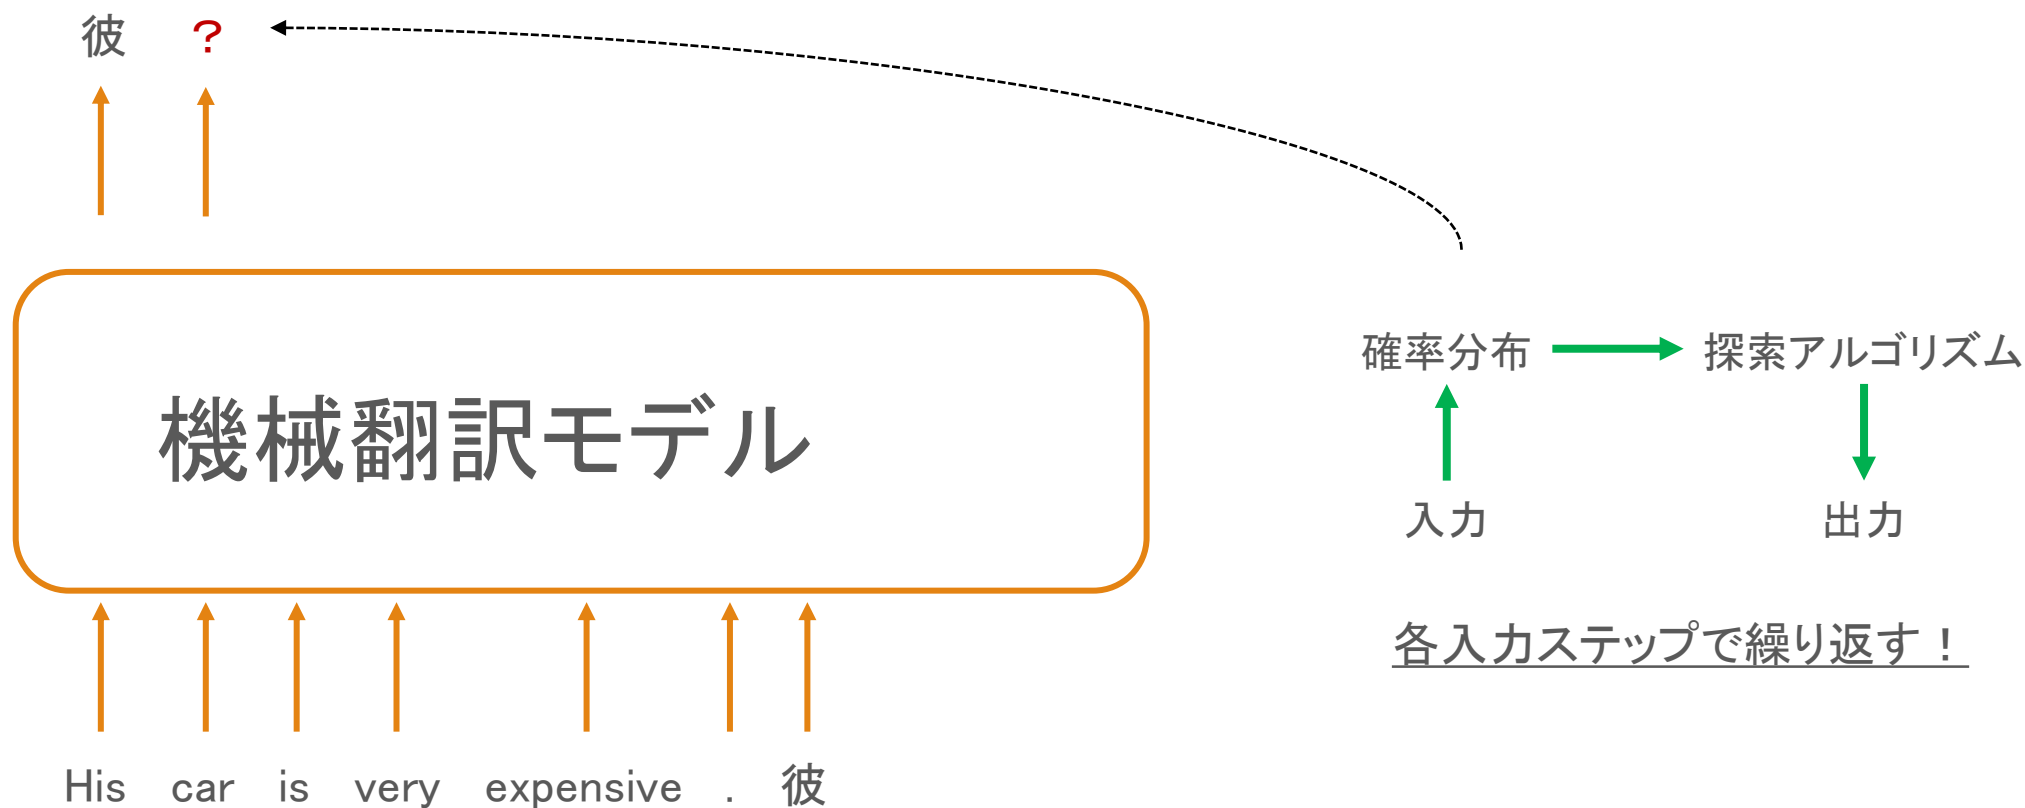 彼 ?
確率分布 探索アルゴリズム
機械翻訳モデル
入力 出力
各入力ステップで繰り返す！
His car is very expensive . 彼